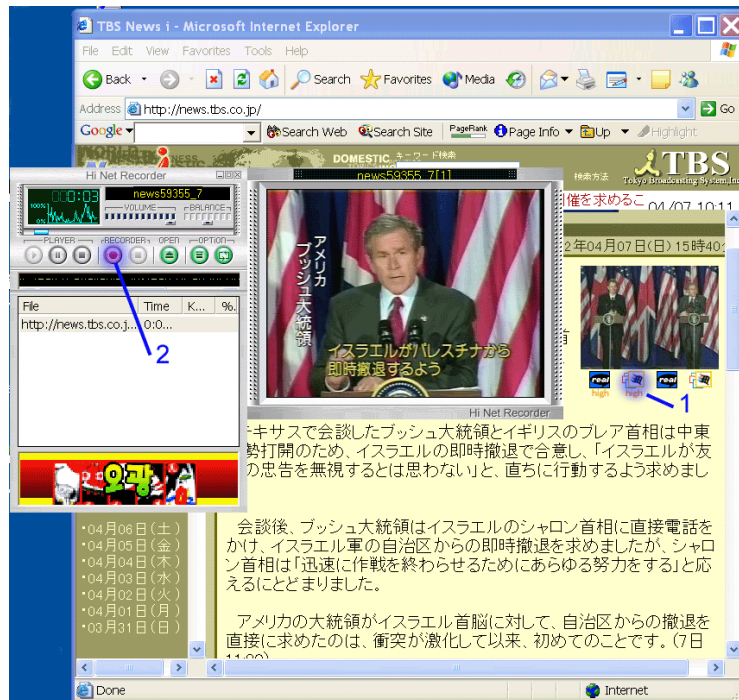 TBS News i - Microsoft Internet Explorer
File Edit View Favorites Tools Help
Back Search Favorites Media
Address http://news.tbs.co.jp/ Go
Google Search Web Search Site PageRank Page Info Up Highlight
DOMESTIC キーワード検索
検索方法 TBS
Tokyo Broadcasting System, Inc
Hi Net Recorder
news59355_7[1]
0:03 news59355_7
100%
0%
VOLUME BALANCE
PLAYER RECORDER OPEN OPTION
催を求めるこ 04/07 10:11
2年04月07日(日)15時40
File Time K... %.
http://news.tbs.co.j... 0:0...
2
アメリカ
ブッシュ大統領
イスラエルがパレスチナから
即時撤退するよう
Hi Net Recorder
首
real real
high high
1
오광
キサスで会談したブッシュ大統領とイギリスのブレア首相は中東
勢打開のため、イスラエルの即時撤退で合意し、「イスラエルが友
の忠告を無視するとは思わない」と、直ちに行動するよう求めまし
会談後、ブッシュ大統領はイスラエルのシャロン首相に直接電話を
かけ、イスラエル軍の自治区からの即時撤退を求めましたが、シャロ
ン首相は「迅速に作戦を終わらせるためにあらゆる努力をする」と応
えるにとどまりました。
アメリカの大統領がイスラエル首脳に対して、自治区からの撤退を
直接に求めたのは、衝突が激化して以来、初めてのことです。(7日
・04月06日(土)
・04月05日(金)
・04月04日(木)
・04月03日(水)
・04月02日(火)
・04月01日(月)
・03月31日(日)
Done Internet